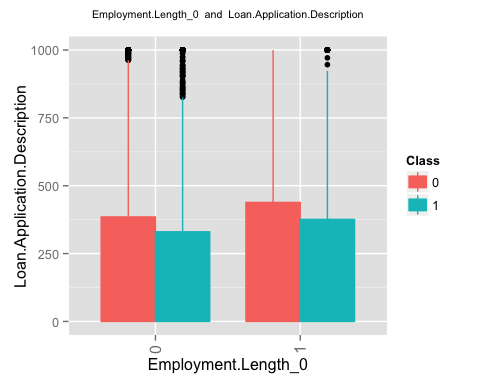 Employment.Length_0 and Loan.Application.Description
1000
750
500
250
0
Loan.Application.Description
0
1
Employment.Length_0
Class
0
1